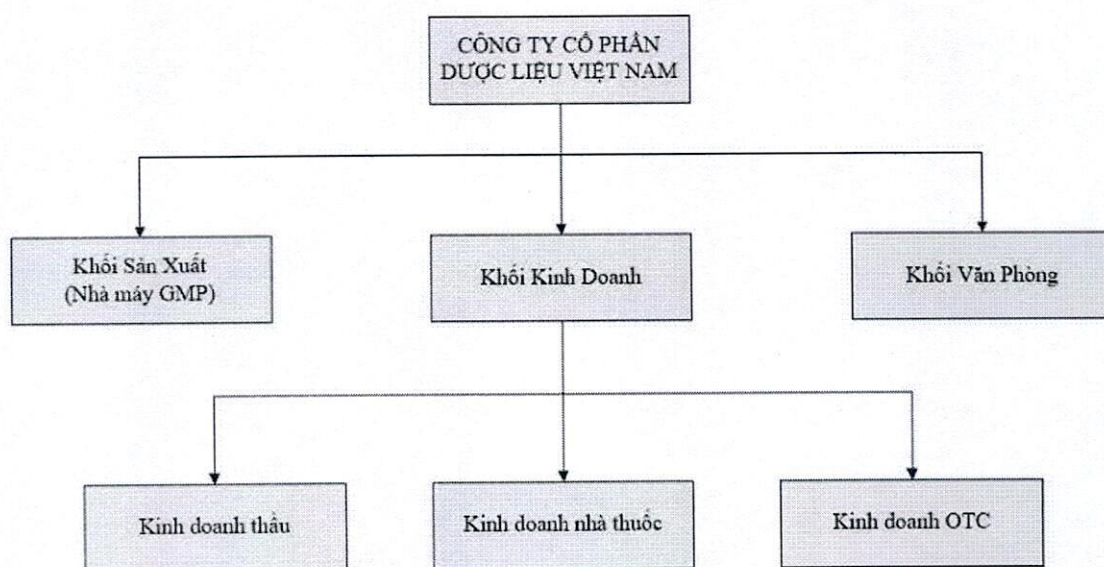 CÔNG TY CỔ PHẦN
DƯỢC LIỆU VIỆT NAM
Khối Sản Xuất
(Nhà máy GMP)
Khối Kinh Doanh
Khối Văn Phòng
Kinh doanh thầu
Kinh doanh nhà thuốc
Kinh doanh OTC